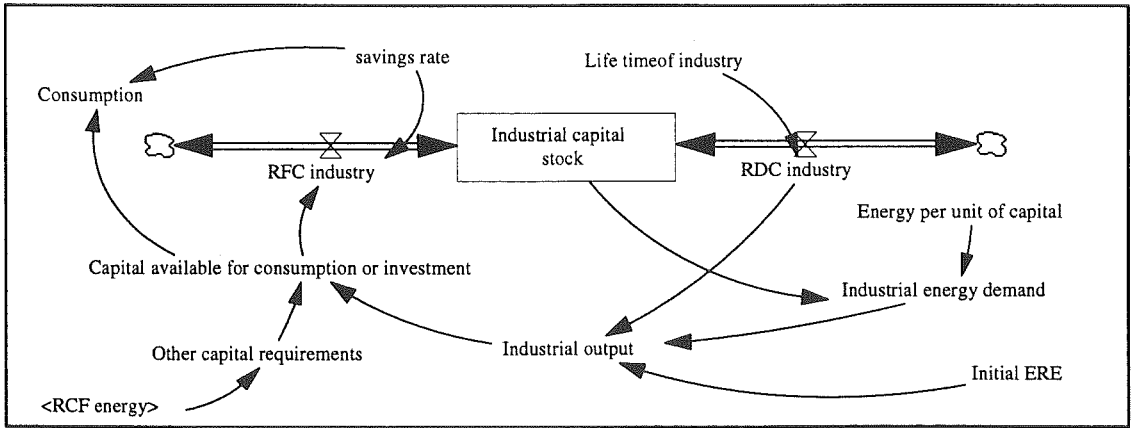 savings rate
Life timeof industry
Consumption
Industrial capital
stock
RFC industry
RDC industry
Energy per unit of capital
Capital available for consumption or investment
Industrial energy demand
Other capital requirements
Industrial output
Initial ERE
<RCF energy>